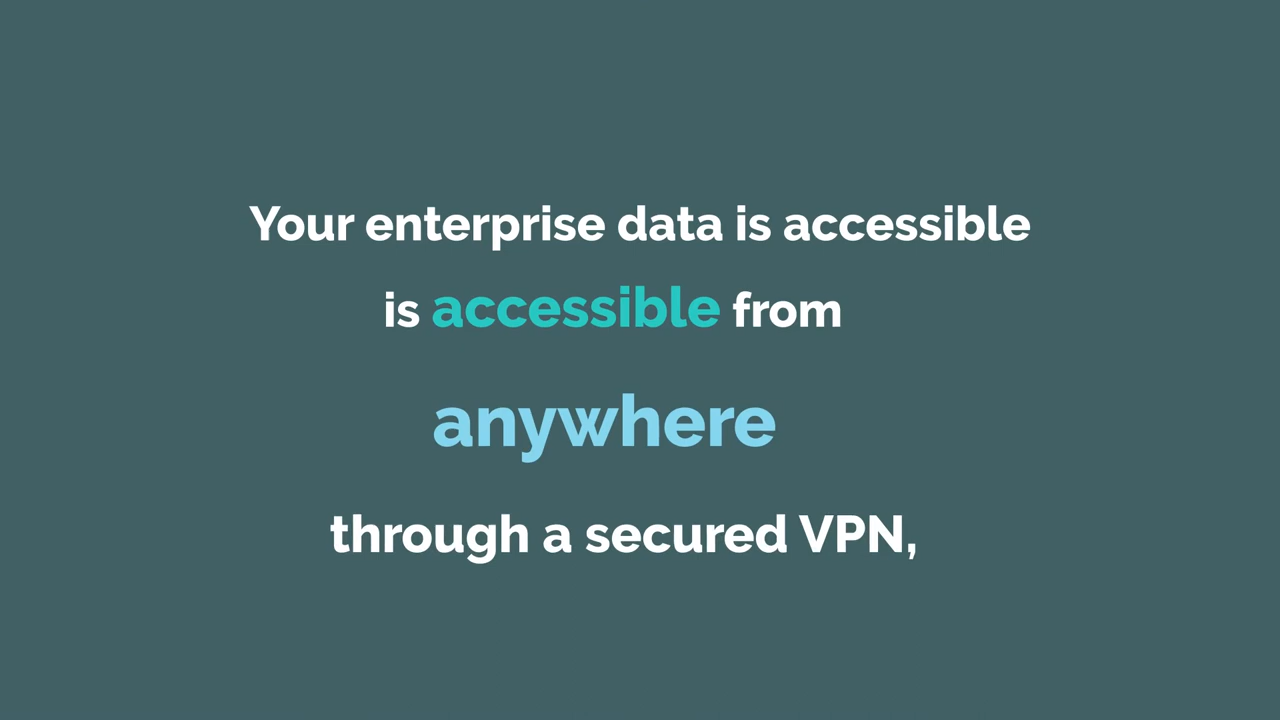 Your enterprise data is accessible
is accessible from
anywhere
through a secured VPN,